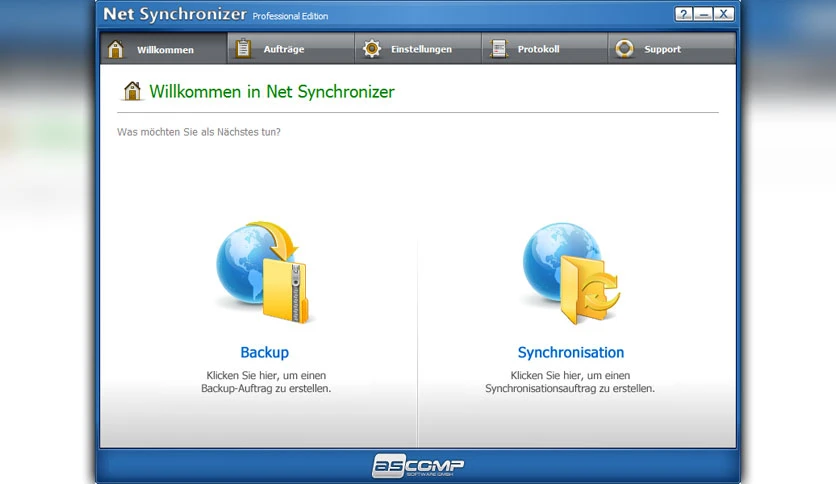 Net Synchronizer Professional Edition
? X
Willkommen Aufträge Einstellungen Protokoll Support
Willkommen in Net Synchronizer
Was möchten Sie als Nächstes tun?
Backup
Klicken Sie hier, um einen
Backup-Auftrag zu erstellen.
Synchronisation
Klicken Sie hier, um einen
Synchronisationsauftrag zu erstellen.
ASCOMP
SOFTWARE GMBH